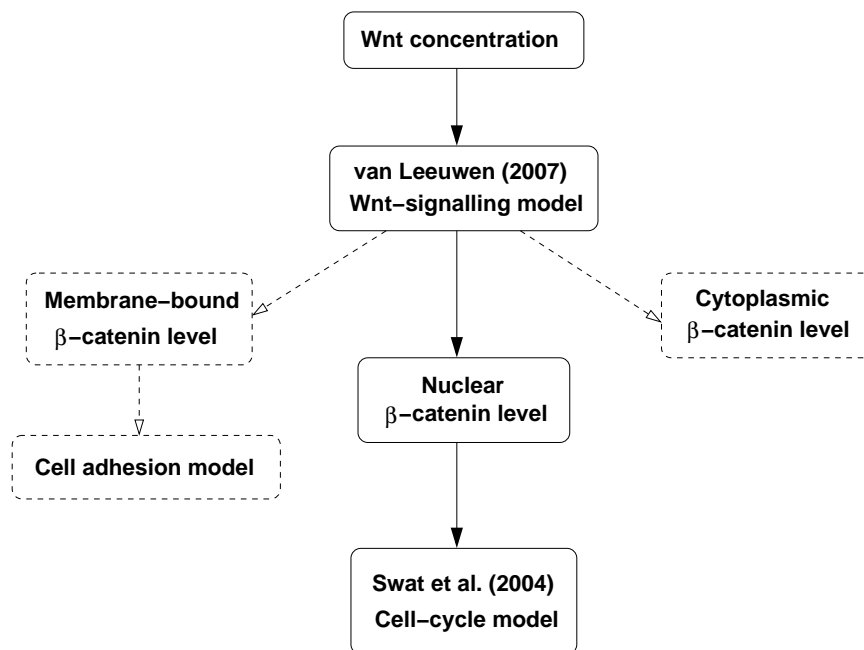 Wnt concentration
van Leeuwen (2007)
Wnt−signalling model
Membrane−bound
β−catenin level
Cytoplasmic
β−catenin level
Nuclear
β−catenin level
Cell adhesion model
Swat et al. (2004)
Cell−cycle model